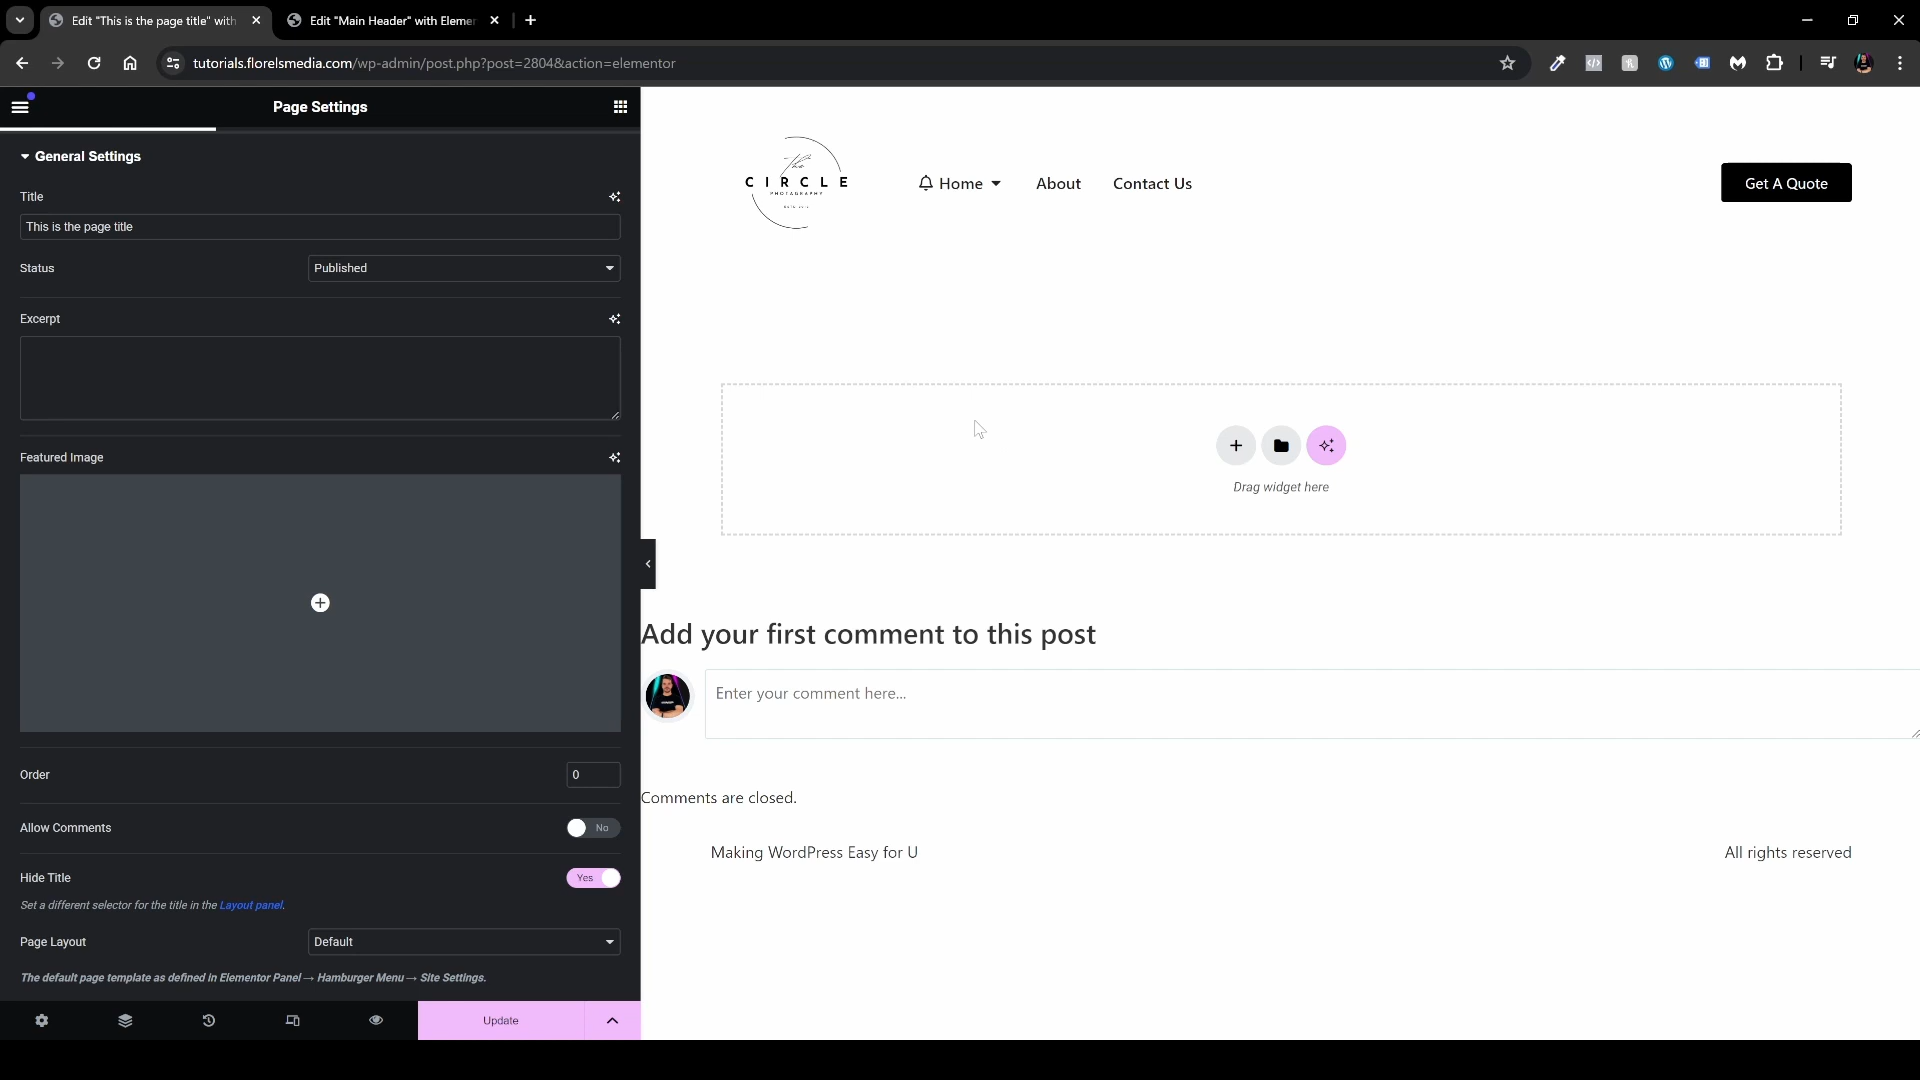 Edit "This is the page title" with
Edit "Main Header" with Eleme
tutorials.florelsmedia.com/wp-admin/post.php?post=2804&action=elementor
Page Settings
General Settings
Title
This is the page title
Status
Published
Excerpt
Featured Image
Order
0
Allow Comments
No
Hide Title
Yes
Set a different selector for the title in the Layout panel.
Page Layout
Default
The default page template as defined in Elementor Panel → Hamburger Menu → Site Settings.
Update
the
CIRCLE
PHOTOGRAPHY
Home
About
Contact Us
Get A Quote
Drag widget here
Add your first comment to this post
Enter your comment here...
Comments are closed.
Making WordPress Easy for U
All rights reserved